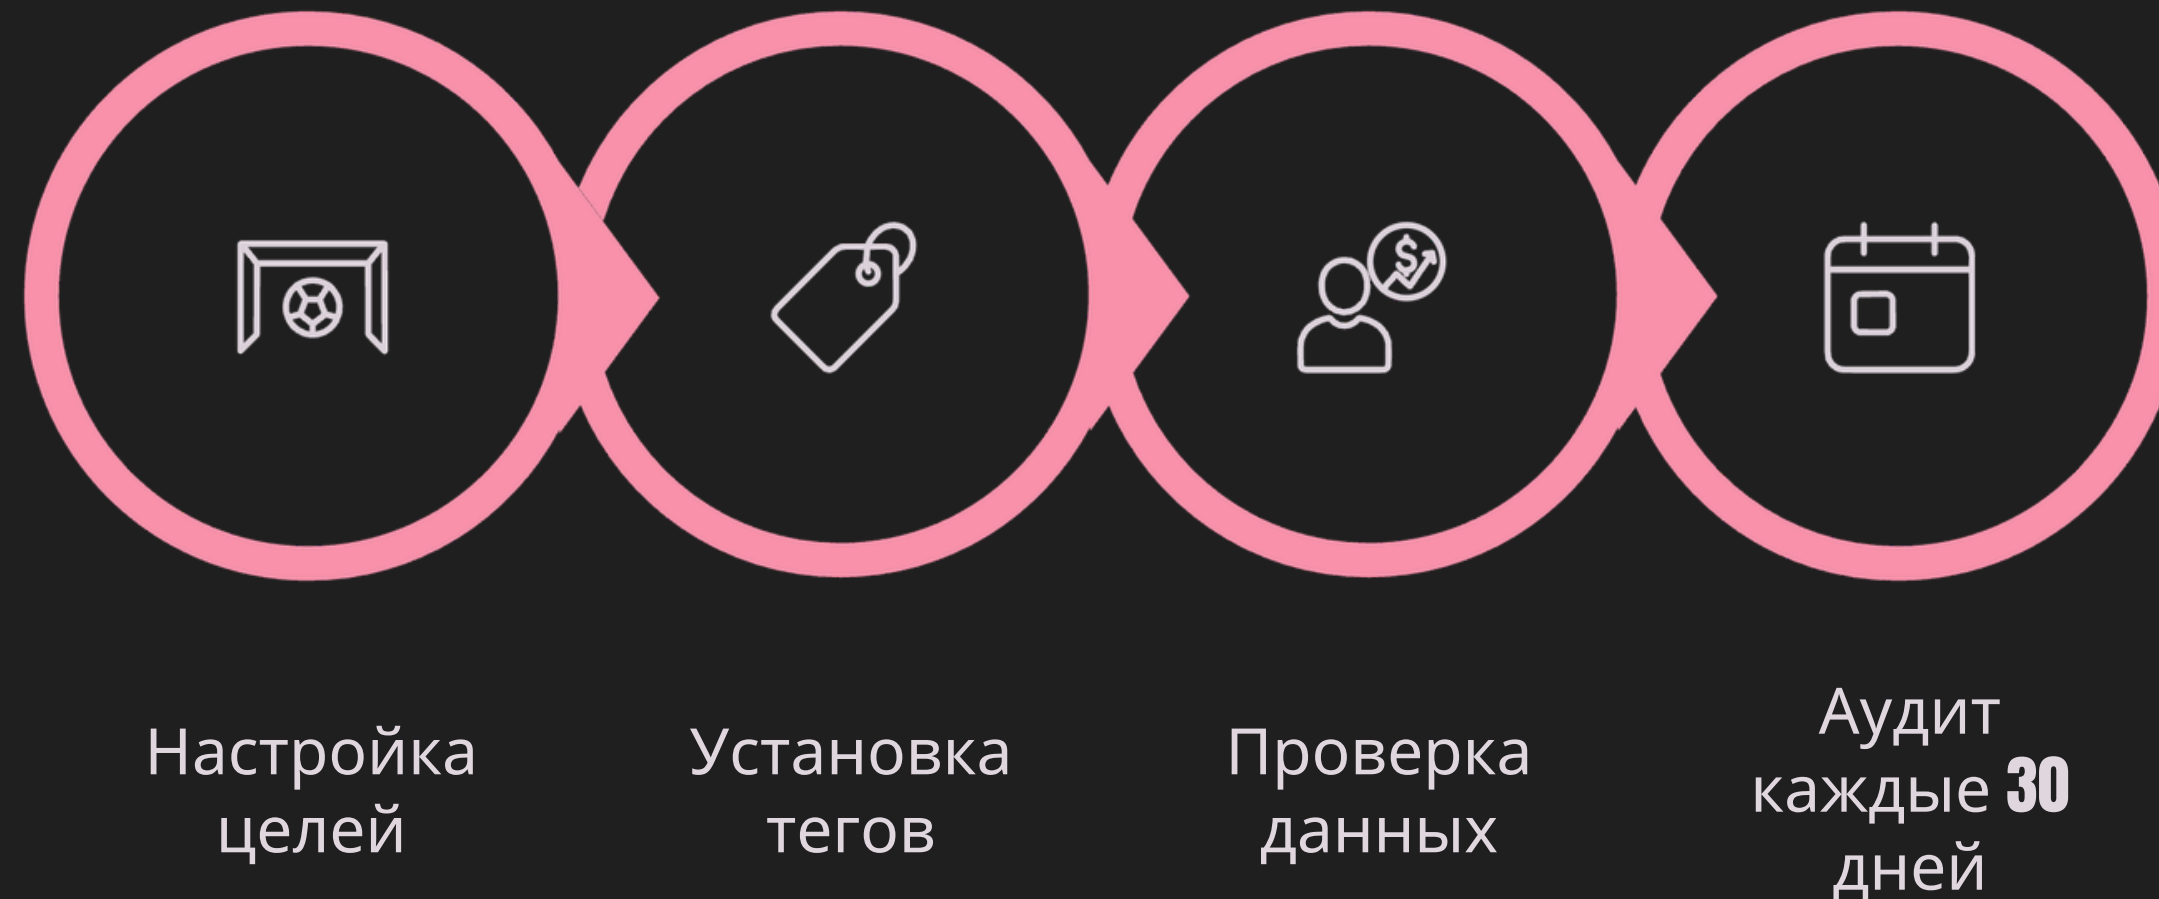 Настройка
целей
Установка
тегов
Проверка
данных
Аудит
каждые 30
дней